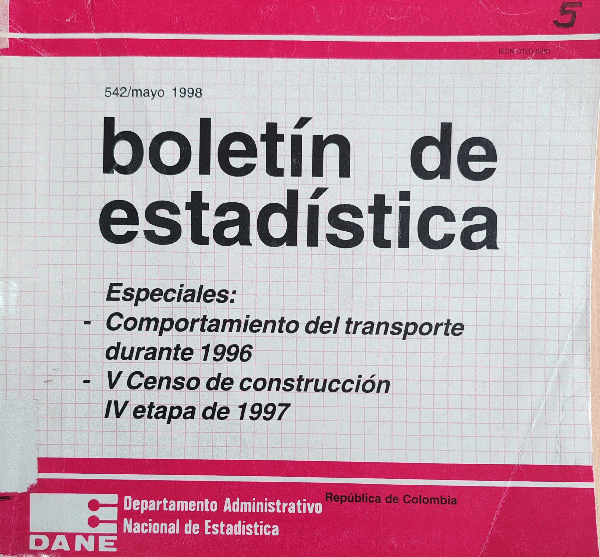 5
542/mayo 1998
boletín de
estadística
Especiales:
- Comportamiento del transporte
durante 1996
- V Censo de construcción
IV etapa de 1997
Departamento Administrativo
Nacional de Estadística
República de Colombia
DANE